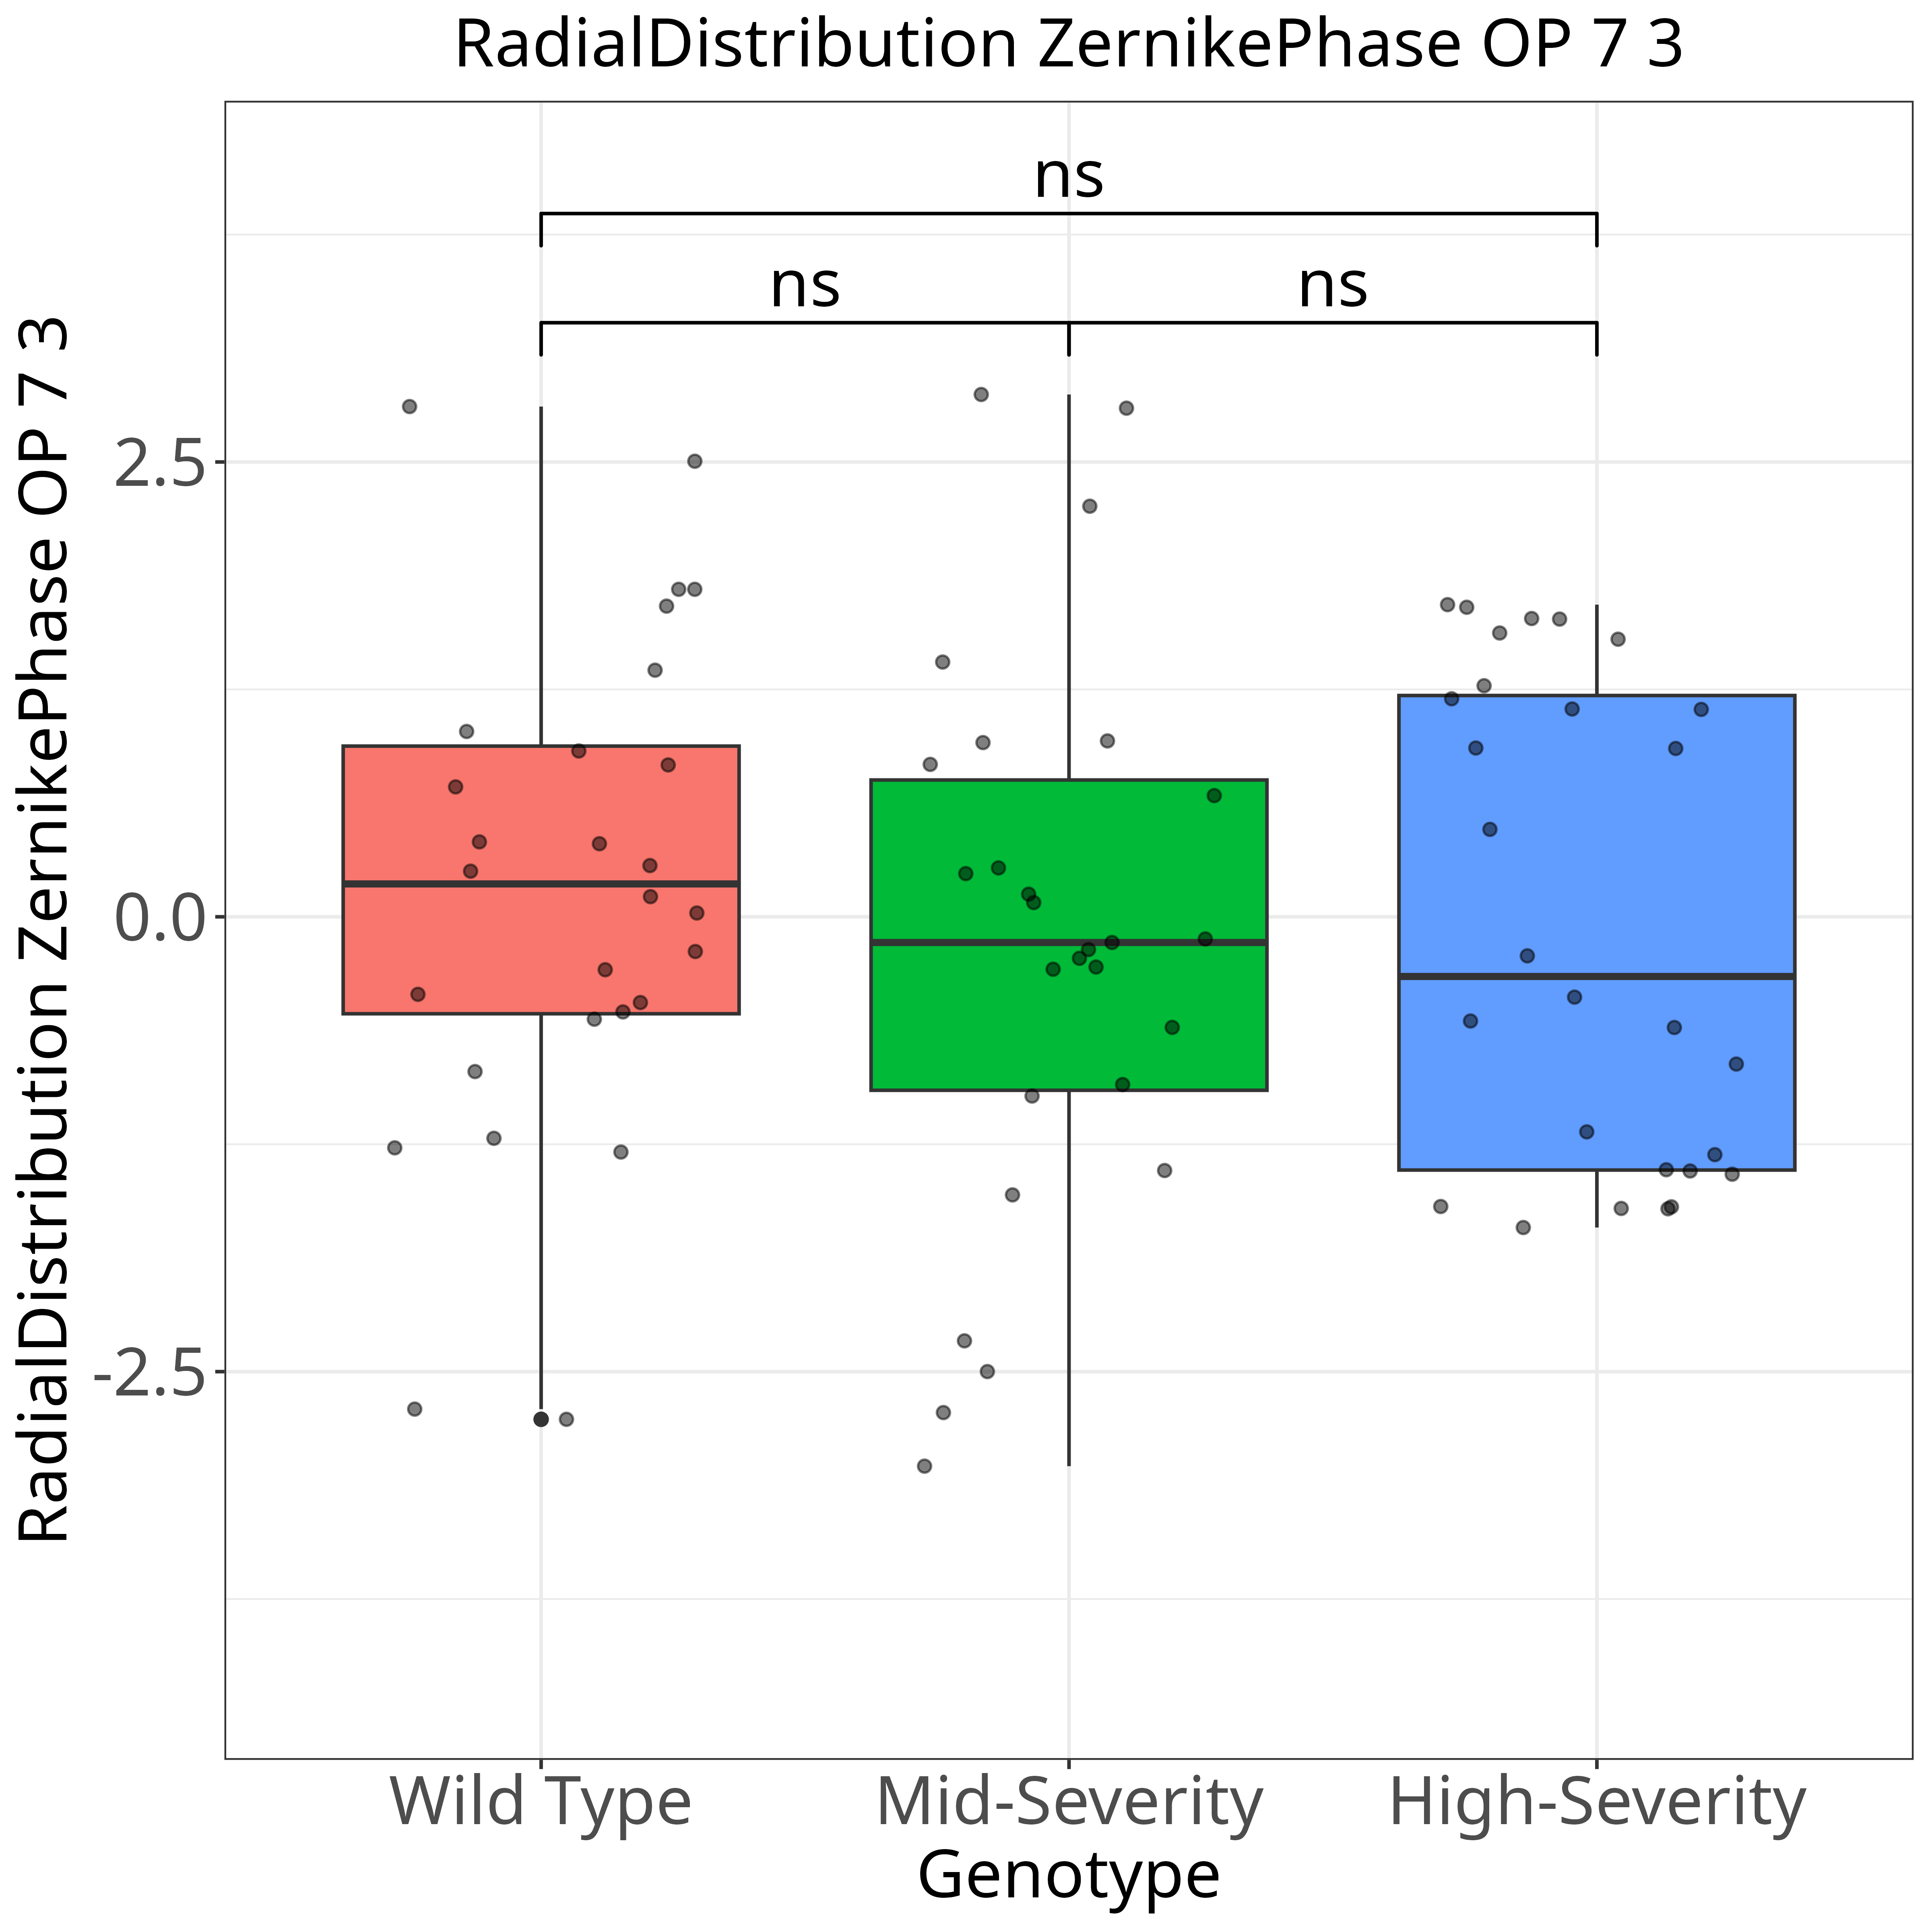 RadialDistribution ZernikePhase OP 7 3
RadialDistribution ZernikePhase OP 7 3
ns
ns ns
2.5
0.0
-2.5
Wild Type Mid-Severity High-Severity
Genotype